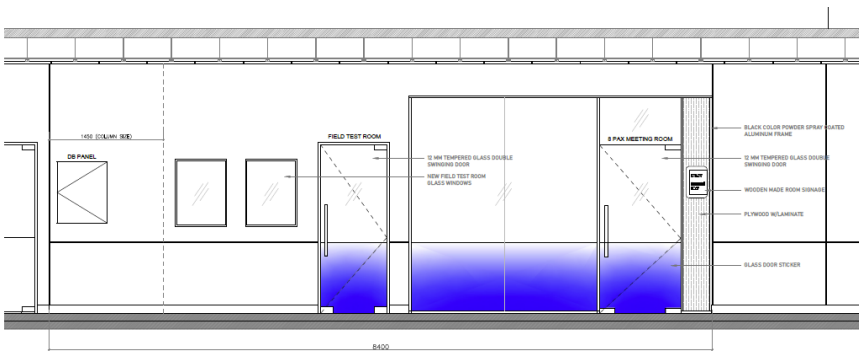 1450 (COLUMN SIZE)
DB PANEL
FIELD TEST ROOM
12 MM TEMPERED GLASS DOUBLE
SWINGING DOOR
NEW FIELD TEST ROOM
GLASS WINDOWS
8 PAX MEETING ROOM
BLACK COLOR POWDER SPRAY COATED
ALUMINUM FRAME
12 MM TEMPERED GLASS DOUBLE
SWINGING DOOR
WOODEN MADE ROOM SIGNAGE
PLYWOOD W/LAMINATE
GLASS DOOR STICKER
8400